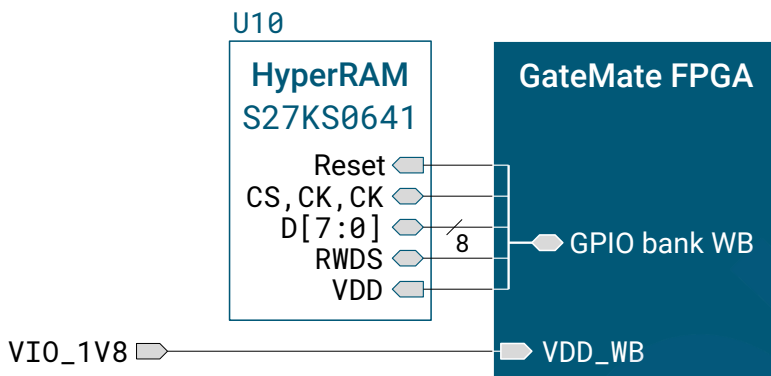 U10
HyperRAM
S27KS0641
GateMate FPGA
Reset
CS,CK,CK
D[7:0]
8
RWDS
VDD
GPIO bank WB
VIO_1V8
VDD_WB